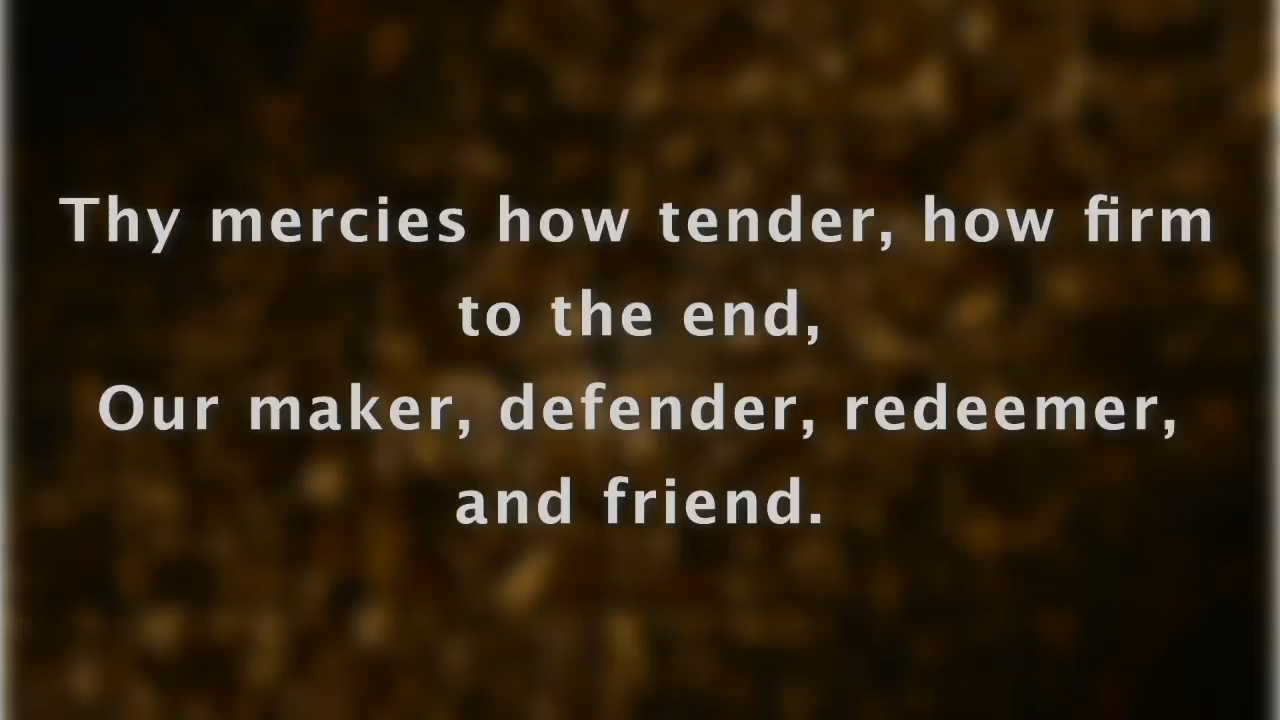 Thy mercies how tender, how firm
to the end,
Our maker, defender, redeemer,
and friend.